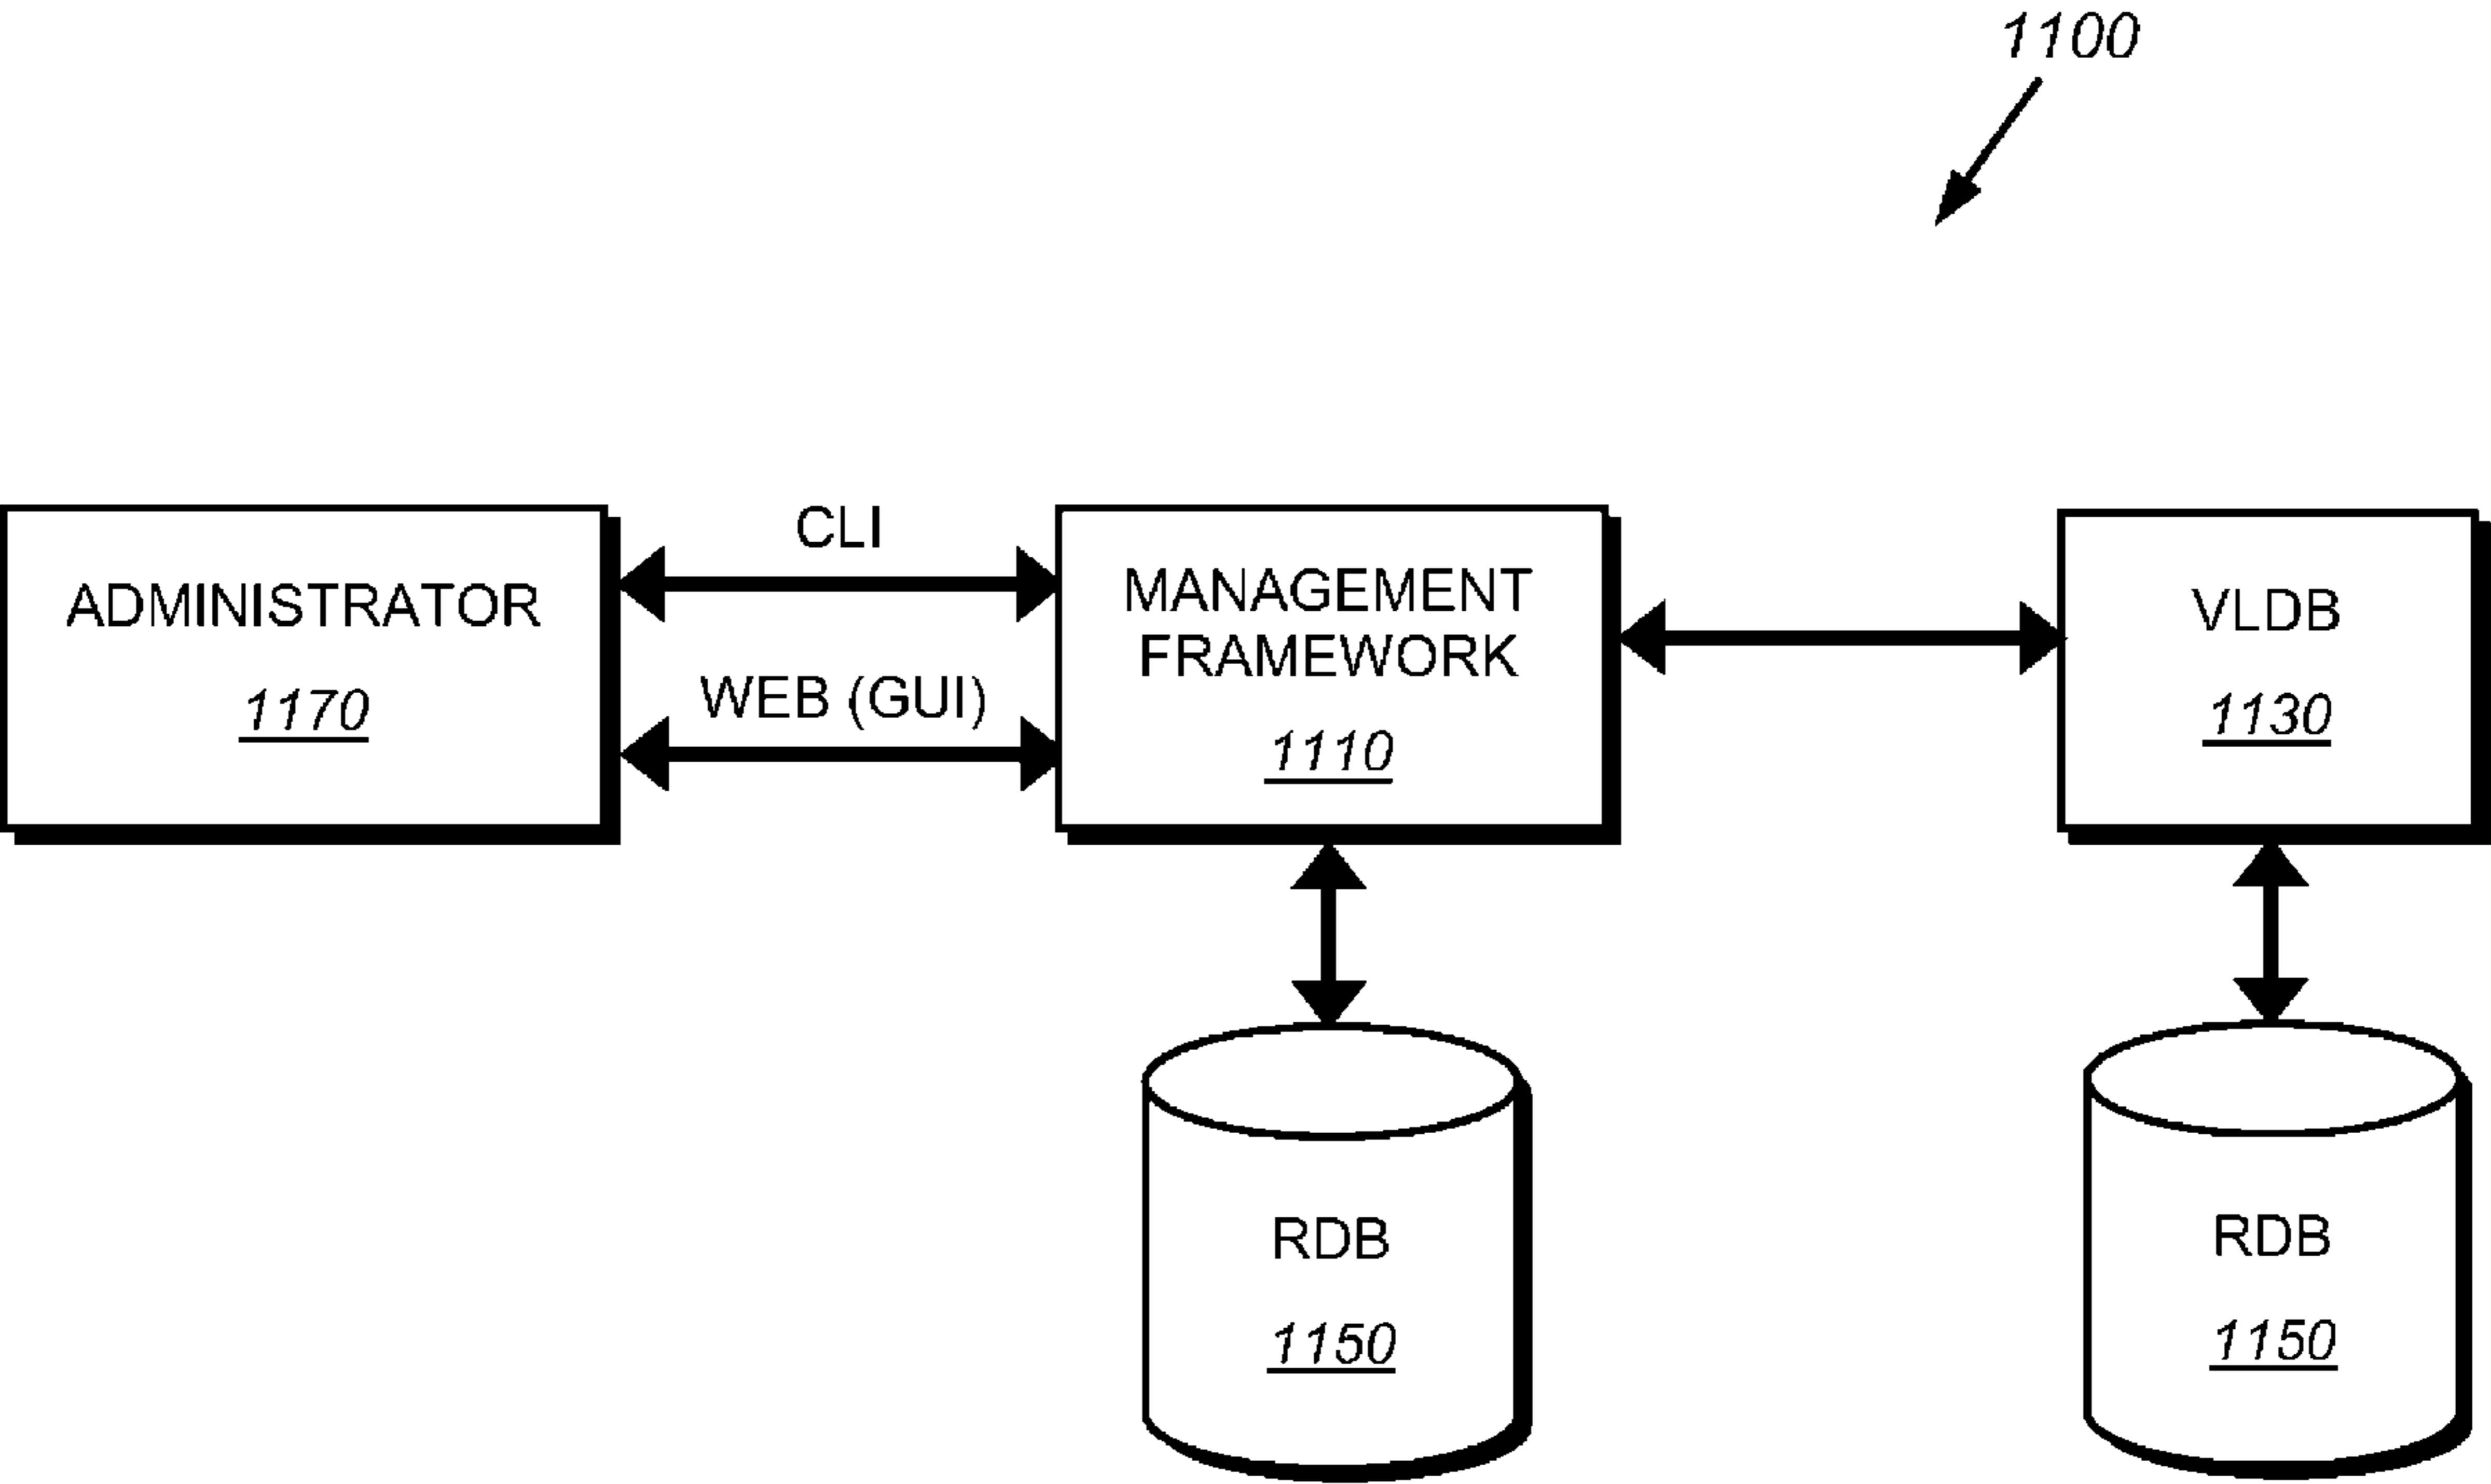 1100
CLI
ADMINISTRATOR
1170
WEB (GUI)
MANAGEMENT
FRAMEWORK
1110
VLDB
1130
RDB
1150
RDB
1150